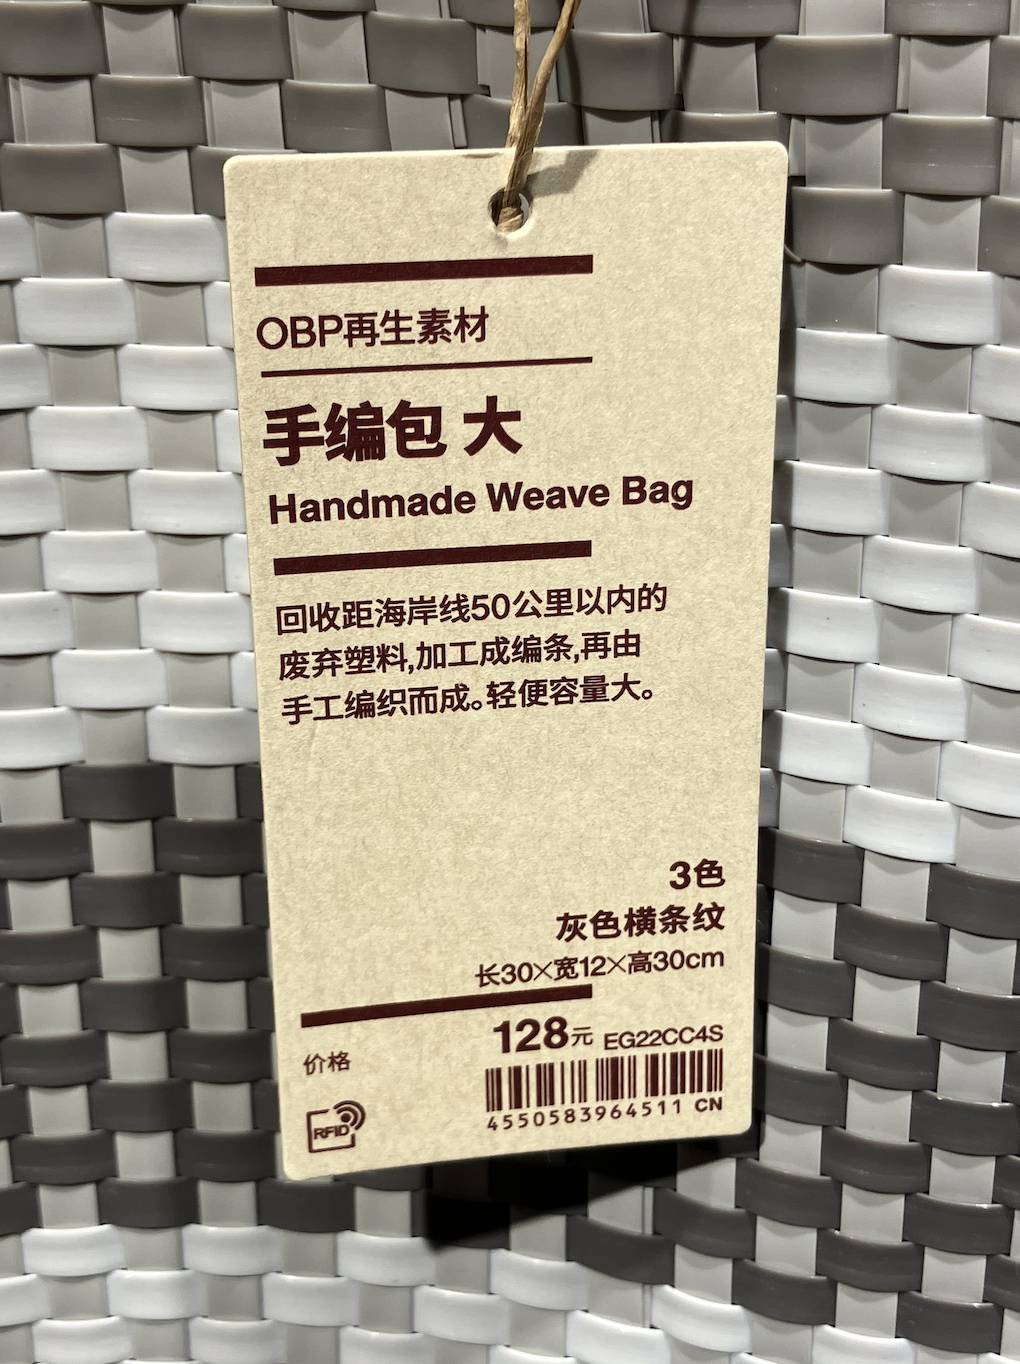 OBP再生素材
手编包 大
Handmade Weave Bag
回收距海岸线50公里以内的
废弃塑料,加工成编条,再由
手工编织而成。轻便容量大。
3色
灰色横条纹
长30×宽12×高30cm
128元 EG22CC4S
价格
4550583964511 CN
RFID